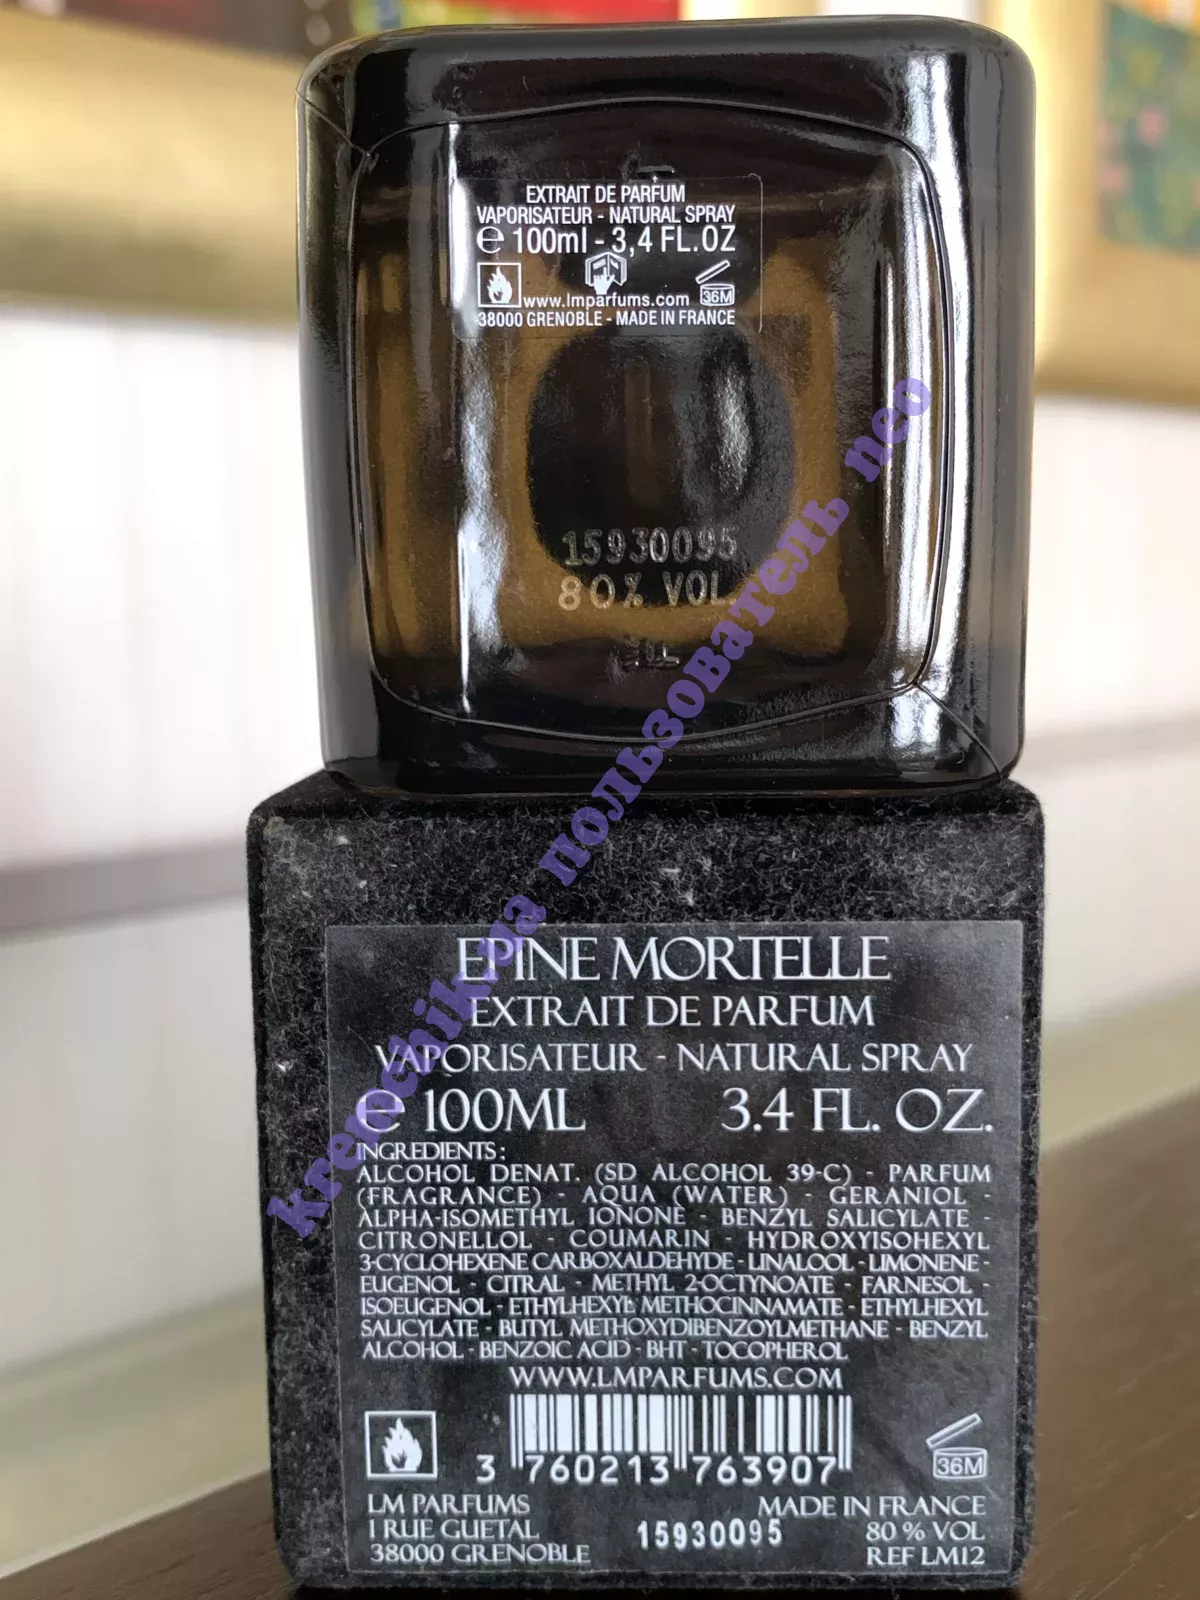 EXTRAIT DE PARFUM
VAPORISATEUR - NATURAL SPRAY
℮ 100ml - 3,4 FL.OZ
36M
www.lmparfums.com
38000 GRENOBLE - MADE IN FRANCE
15930095
80% VOL.
kremchik.ua пользователь neo
EPINE MORTELLE
EXTRAIT DE PARFUM
VAPORISATEUR - NATURAL SPRAY
℮ 100ML 3.4 FL. OZ.
INGREDIENTS:
ALCOHOL DENAT. (SD ALCOHOL 39-C) - PARFUM
(FRAGRANCE) - AQUA (WATER) - GERANIOL -
ALPHA-ISOMETHYL IONONE - BENZYL SALICYLATE -
CITRONELLOL - COUMARIN - HYDROXYISOHEXYL
3-CYCLOHEXENE CARBOXALDEHYDE - LINALOOL - LIMONENE -
EUGENOL - CITRAL - METHYL 2-OCTYNOATE - FARNESOL -
ISOEUGENOL - ETHYLHEXYL METHOCINNAMATE - ETHYLHEXYL
SALICYLATE - BUTYL METHOXYDIBENZOYLMETHANE - BENZYL
ALCOHOL - BENZOIC ACID - BHT - TOCOPHEROL
WWW.LMPARFUMS.COM
3 760213 763907
36M
LM PARFUMS
1 RUE GUETAL
38000 GRENOBLE
15930095
MADE IN FRANCE
80 % VOL
REF LM12